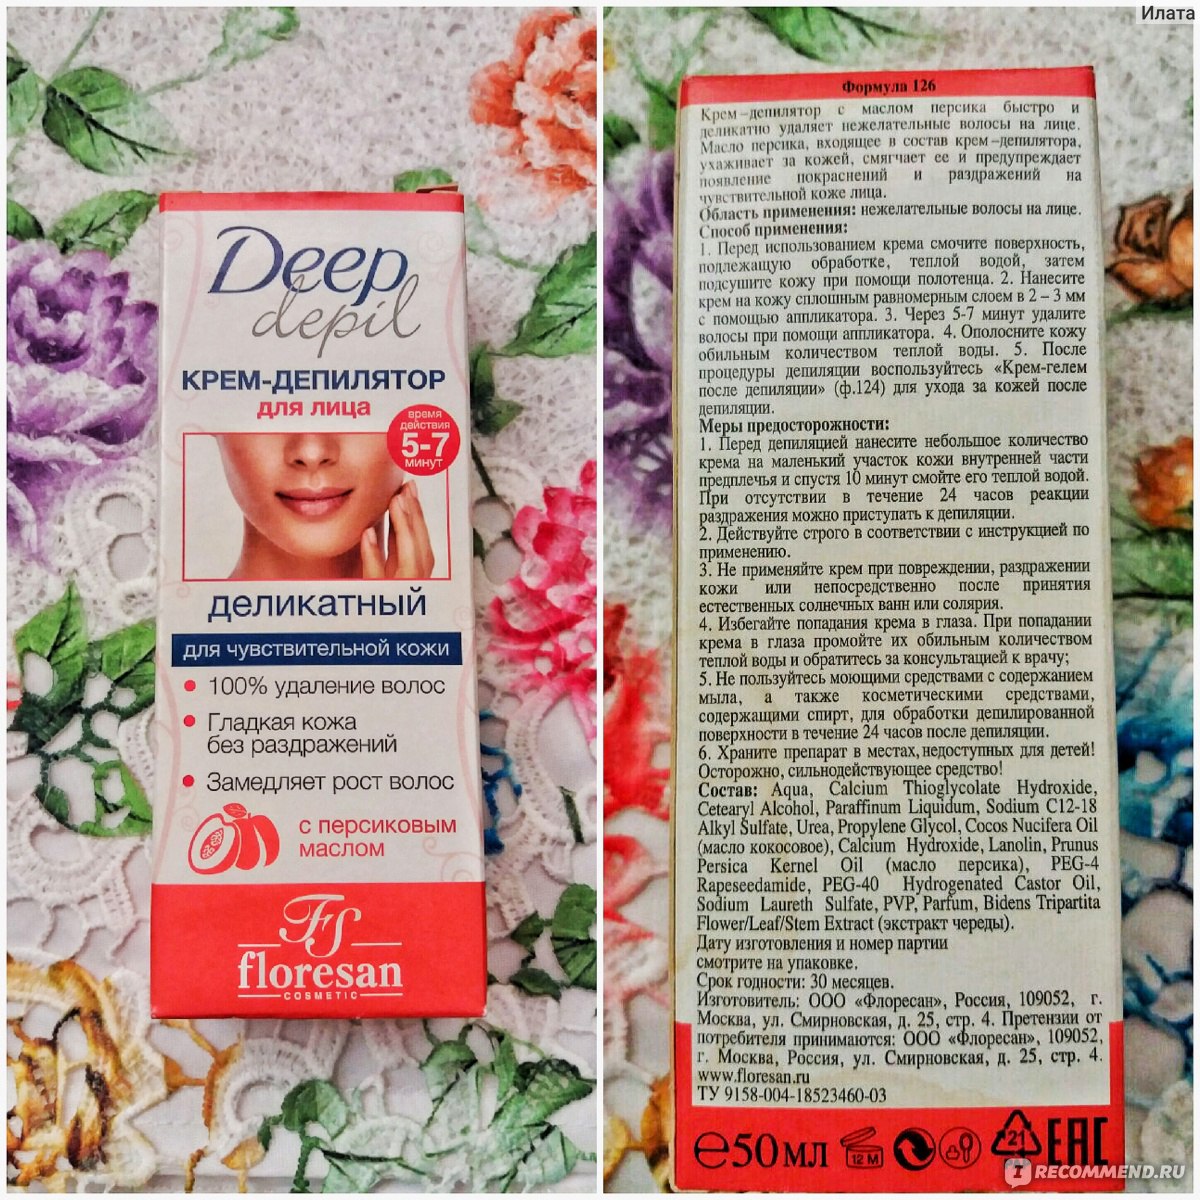 Илата
Deep
depil
КРЕМ-ДЕПИЛЯТОР
для лица
время
действия
5-7
минут
деликатный
для чувствительной кожи
100% удаление волос
Гладкая кожа
без раздражений
Замедляет рост волос
с персиковым
маслом
FS
floresan
COSMETIC
Формула 126
Крем–депилятор с маслом персика быстро и
деликатно удаляет нежелательные волосы на лице.
Масло персика, входящее в состав крем–депилятора,
ухаживает за кожей, смягчает ее и предупреждает
появление покраснений и раздражений на
чувствительной коже лица.
Область применения: нежелательные волосы на лице.
Способ применения:
1. Перед использованием крема смочите поверхность,
подлежащую обработке, теплой водой, затем
подсушите кожу при помощи полотенца. 2. Нанесите
крем на кожу сплошным равномерным слоем в 2 – 3 мм
с помощью аппликатора. 3. Через 5-7 минут удалите
волосы при помощи аппликатора. 4. Ополосните кожу
обильным количеством теплой воды. 5. После
процедуры депиляции воспользуйтесь «Крем-гелем
после депиляции» (ф.124) для ухода за кожей после
депиляции.
Меры предосторожности:
1. Перед депиляцией нанесите небольшое количество
крема на маленький участок кожи внутренней части
предплечья и спустя 10 минут смойте его теплой водой.
При отсутствии в течение 24 часов реакции
раздражения можно приступать к депиляции.
2. Действуйте строго в соответствии с инструкцией по
применению.
3. Не применяйте крем при повреждении, раздражении
кожи или непосредственно после принятия
естественных солнечных ванн или солярия.
4. Избегайте попадания крема в глаза. При попадании
крема в глаза промойте их обильным количеством
теплой воды и обратитесь за консультацией к врачу;
5. Не пользуйтесь моющими средствами с содержанием
мыла, а также косметическими средствами,
содержащими спирт, для обработки депилированной
поверхности в течение 24 часов после депиляции.
6. Храните препарат в местах, недоступных для детей!
Осторожно, сильнодействующее средство!
Состав: Aqua, Calcium Thioglycolate Hydroxide,
Cetearyl Alcohol, Paraffinum Liquidum, Sodium C12-18
Alkyl Sulfate, Urea, Propylene Glycol, Cocos Nucifera Oil
(масло кокосовое), Calcium Hydroxide, Lanolin, Prunus
Persica Kernel Oil (масло персика), PEG-4
Rapeseedamide, PEG-40 Hydrogenated Castor Oil,
Sodium Laureth Sulfate, PVP, Parfum, Bidens Tripartita
Flower/Leaf/Stem Extract (экстракт череды).
Дату изготовления и номер партии
смотрите на упаковке.
Срок годности: 30 месяцев.
Изготовитель: ООО «Флоресан», Россия, 109052, г.
Москва, ул. Смирновская, д. 25, стр. 4. Претензии от
потребителя принимаются: ООО «Флоресан», 109052,
г. Москва, Россия, ул. Смирновская, д. 25, стр. 4.
www.floresan.ru
ТУ 9158-004-18523460-03
℮50мл 12 М 21 ЕАС
IRECOMMEND.RU